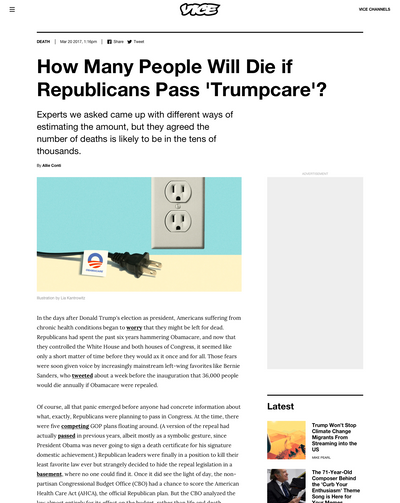 VICE
VICE CHANNELS
DEATH | Mar 20 2017, 1:16pm | Share Tweet
How Many People Will Die if
Republicans Pass 'Trumpcare'?
Experts we asked came up with different ways of
estimating the amount, but they agreed the
number of deaths is likely to be in the tens of
thousands.
By Allie Conti
ADVERTISEMENT
OBAMACARE
Illustration by Lia Kantrowitz
In the days after Donald Trump's election as president, Americans suffering from
chronic health conditions began to worry that they might be left for dead.
Republicans had spent the past six years hammering Obamacare, and now that
they controlled the White House and both houses of Congress, it seemed like
only a short matter of time before they would ax it once and for all. Those fears
were soon given voice by increasingly mainstream left-wing favorites like Bernie
Sanders, who tweeted about a week before the inauguration that 36,000 people
would die annually if Obamacare were repealed.
Of course, all that panic emerged before anyone had concrete information about
what, exactly, Republicans were planning to pass in Congress. At the time, there
were five competing GOP plans floating around. (A version of the repeal had
actually passed in previous years, albeit mostly as a symbolic gesture, since
President Obama was never going to sign a death certificate for his signature
domestic achievement.) Republican leaders were finally in a position to kill their
least favorite law ever but strangely decided to hide the repeal legislation in a
basement, where no one could find it. Once it did see the light of day, the non-
partisan Congressional Budget Office (CBO) had a chance to score the American
Health Care Act (AHCA), the official Republican plan. But the CBO analyzed the
Latest
Trump Won't Stop
Climate Change
Migrants From
Streaming into the
US
MIKE PEARL
The 71-Year-Old
Composer Behind
the 'Curb Your
Enthusiasm' Theme
Song is Here for